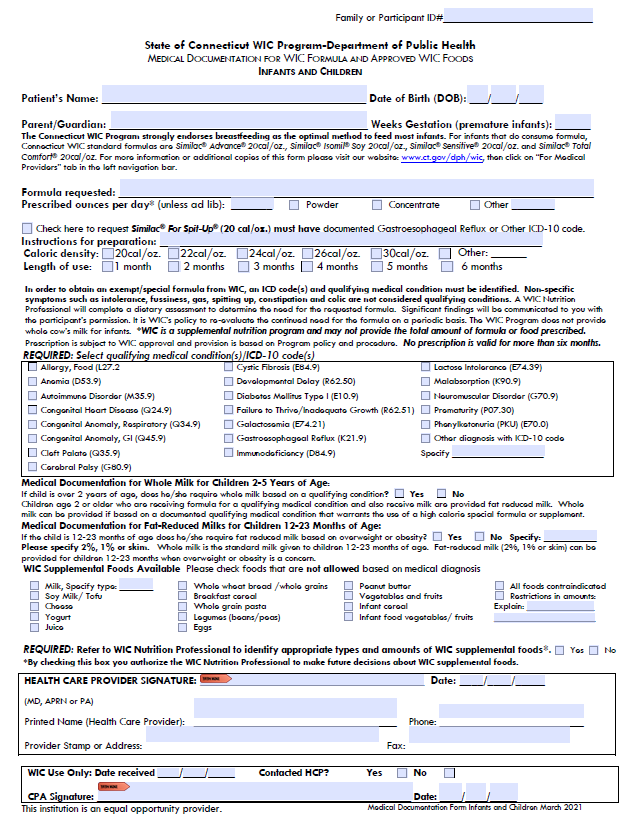 Family or Participant ID#
State of Connecticut WIC Program-Department of Public Health
MEDICAL DOCUMENTATION FOR WIC FORMULA AND APPROVED WIC FOODS
INFANTS AND CHILDREN
Patient's Name: Date of Birth (DOB): / /
Parent/Guardian: Weeks Gestation (premature infants):
The Connecticut WIC Program strongly endorses breastfeeding as the optimal method to feed most infants. For infants that do consume formula,
Connecticut WIC standard formulas are Similac® Advance® 20cal/oz., Similac® Isomil® Soy 20cal/oz., Similac® Sensitive® 20cal/oz. and Similac® Total
Comfort® 20cal/oz. For more information or additional copies of this form please visit our website: www.ct.gov/dph/wic, then click on "For Medical
Providers" tab in the left navigation bar.
Formula requested:
Prescribed ounces per day* (unless ad lib): Powder Concentrate Other
Check here to request Similac® For Spit-Up® (20 cal/oz.) must have documented Gastroesophageal Reflux or Other ICD-10 code.
Instructions for preparation:
Caloric density: 20cal/oz. 22cal/oz. 24cal/oz. 26cal/oz. 30cal/oz. Other:
Length of use: 1 month 2 months 3 months 4 months 5 months 6 months
In order to obtain an exempt/special formula from WIC, an ICD code(s) and qualifying medical condition must be identified. Non-specific
symptoms such as intolerance, fussiness, gas, spitting up, constipation and colic are not considered qualifying conditions. A WIC Nutrition
Professional will complete a dietary assessment to determine the need for the requested formula. Significant findings will be communicated to you with
the participant's permission. It is WIC's policy to re-evaluate the continued need for the formula on a periodic basis. The WIC Program does not provide
whole cow's milk for infants. *WIC is a supplemental nutrition program and may not provide the total amount of formula or food prescribed.
Prescription is subject to WIC approval and provision is based on Program policy and procedure. No prescription is valid for more than six months.
REQUIRED: Select qualifying medical condition(s)/ICD-10 code(s)
Allergy, Food (L27.2 Cystic Fibrosis (E84.9) Lactose Intolerance (E74.39)
Anemia (D53.9) Developmental Delay (R62.50) Malabsorption (K90.9)
Autoimmune Disorder (M35.9) Diabetes Mellitus Type I (E10.9) Neuromuscular Disorder (G70.9)
Congenital Heart Disease (Q24.9) Failure to Thrive/Inadequate Growth (R62.51) Prematurity (P07.30)
Congenital Anomaly, Respiratory (Q34.9) Galactosemia (E74.21) Phenylketonuria (PKU) (E70.0)
Congenital Anomaly, GI (Q45.9) Gastroesophageal Reflux (K21.9) Other diagnosis with ICD-10 code
Cleft Palate (Q35.9) Immunodeficiency (D84.9) Specify
Cerebral Palsy (G80.9)
Medical Documentation for Whole Milk for Children 2-5 Years of Age:
If child is over 2 years of age, does he/she require whole milk based on a qualifying condition? Yes No
Children age 2 or older who are receiving formula for a qualifying medical condition and also receive milk are provided fat reduced milk. Whole
milk can be provided if based on a documented qualifying medical condition that warrants the use of a high calorie special formula or supplement.
Medical Documentation for Fat-Reduced Milks for Children 12-23 Months of Age:
If the child is 12-23 months of age does he/she require fat reduced milk based on overweight or obesity? Yes No Specify:
Please specify 2%, 1% or skim. Whole milk is the standard milk given to children 12-23 months of age. Fat-reduced milk (2%, 1% or skim) can be
provided for children 12-23 months when overweight or obesity is a concern.
WIC Supplemental Foods Available Please check foods that are not allowed based on medical diagnosis
Milk, Specify type: Whole wheat bread /whole grains Peanut butter All foods contraindicated
Soy Milk/ Tofu Breakfast cereal Vegetables and fruits Restrictions in amounts:
Cheese Whole grain pasta Infant cereal Explain:
Yogurt Legumes (beans/peas) Infant food vegetables/ fruits
Juice Eggs
REQUIRED: Refer to WIC Nutrition Professional to identify appropriate types and amounts of WIC supplemental foods*. Yes No
*By checking this box you authorize the WIC Nutrition Professional to make future decisions about WIC supplemental foods.
HEALTH CARE PROVIDER SIGNATURE: Date: / /
(MD, APRN or PA)
Printed Name (Health Care Provider): Phone:
Provider Stamp or Address: Fax:
WIC Use Only: Date received / / Contacted HCP? Yes No
CPA Signature: Date: / /
This institution is an equal opportunity provider. Medical Documentation Form Infants and Children March 2021